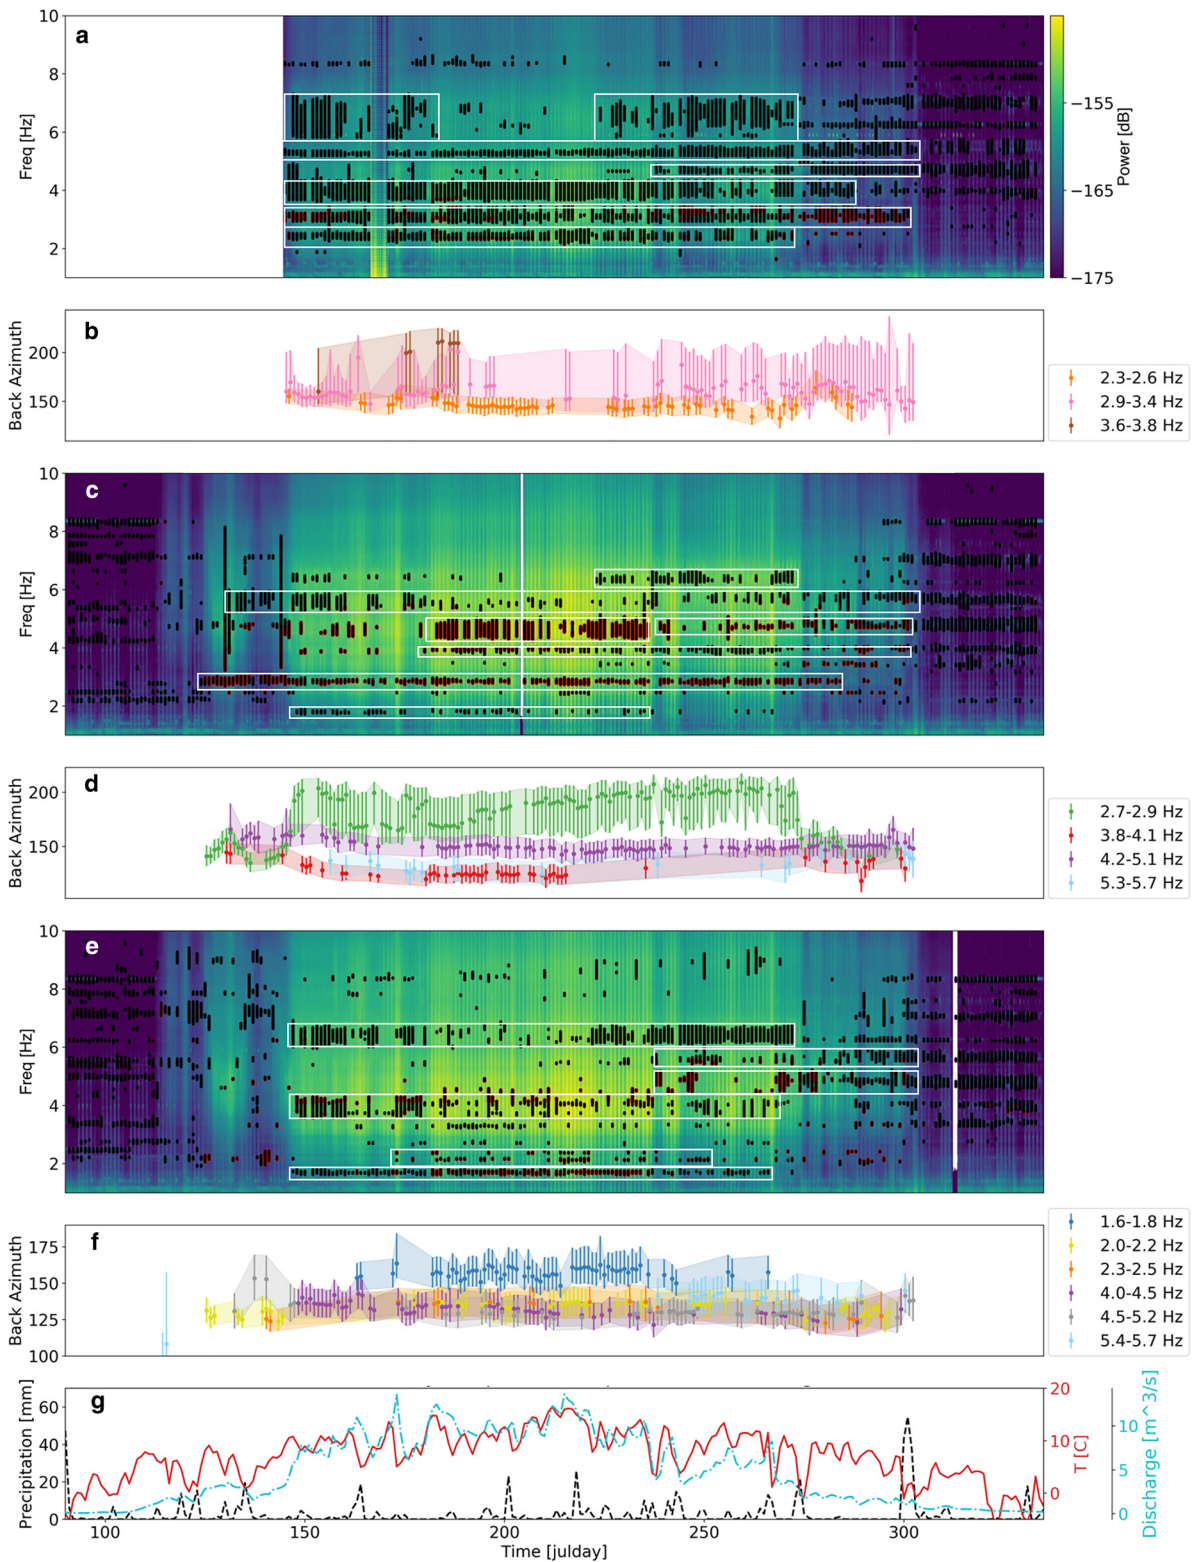 a
10
8
6
4
2
Freq [Hz]
−155
−165
−175
Power [dB]
b
200
150
Back Azimuth
2.3-2.6 Hz
2.9-3.4 Hz
3.6-3.8 Hz
c
10
8
6
4
2
Freq [Hz]
d
200
150
Back Azimuth
2.7-2.9 Hz
3.8-4.1 Hz
4.2-5.1 Hz
5.3-5.7 Hz
e
10
8
6
4
2
Freq [Hz]
f
175
150
125
100
Back Azimuth
1.6-1.8 Hz
2.0-2.2 Hz
2.3-2.5 Hz
4.0-4.5 Hz
4.5-5.2 Hz
5.4-5.7 Hz
g
60
40
20
0
Precipitation [mm]
20
10
0
T [C]
10
5
0
Discharge [m^3/s]
100 150 200 250 300
Time [julday]